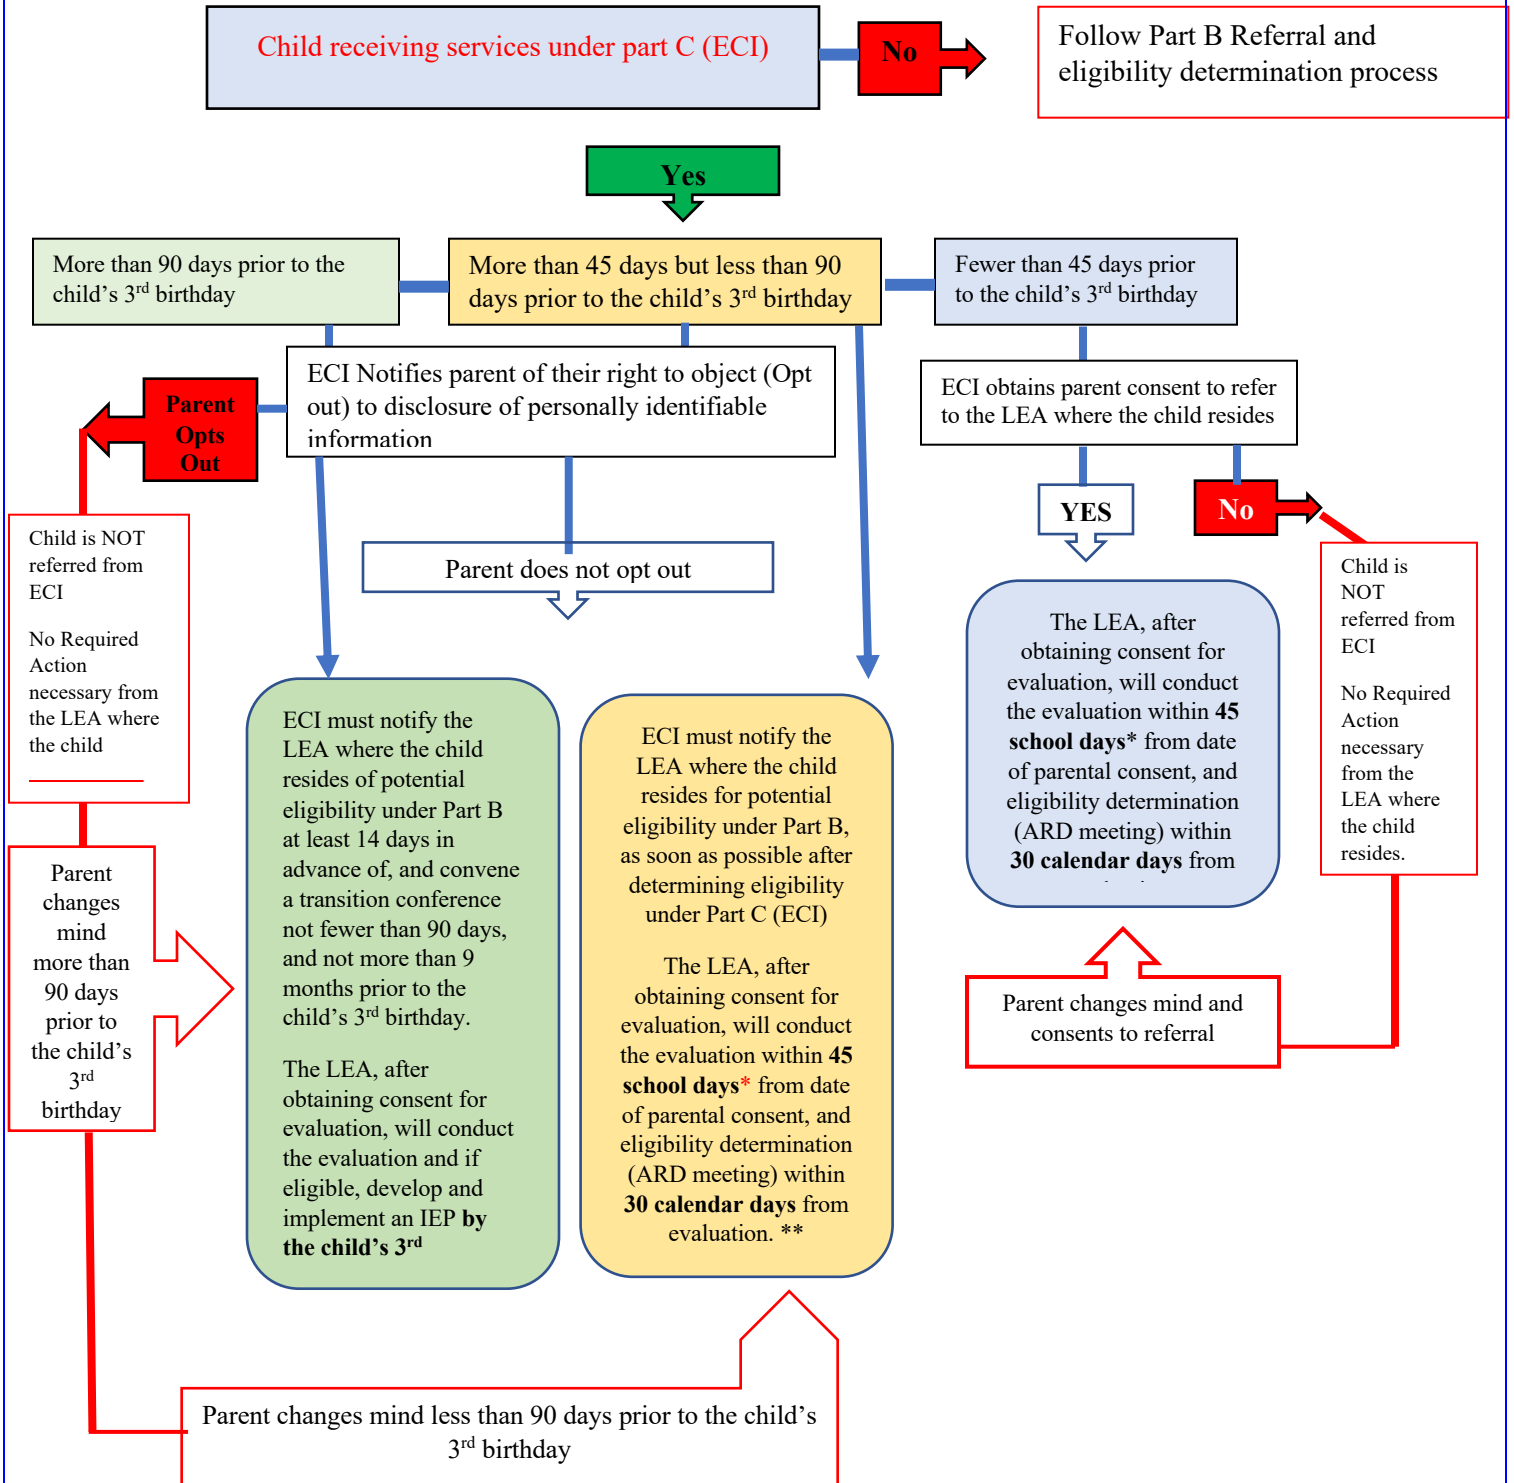 Child receiving services under part C (ECI)
No
Follow Part B Referral and
eligibility determination process
Yes
More than 90 days prior to the
child's 3rd birthday
More than 45 days but less than 90
days prior to the child's 3rd birthday
Fewer than 45 days prior
to the child's 3rd birthday
ECI Notifies parent of their right to object (Opt
out) to disclosure of personally identifiable
information
Parent
Opts
Out
ECI obtains parent consent to refer
to the LEA where the child resides
YES
No
Child is NOT
referred from
ECI
No Required
Action
necessary from
the LEA where
the child
Parent does not opt out
Child is
NOT
referred from
ECI
No Required
Action
necessary
from the
LEA where
the child
resides.
The LEA, after
obtaining consent for
evaluation, will conduct
the evaluation within 45
school days* from date
of parental consent, and
eligibility determination
(ARD meeting) within
30 calendar days from
ECI must notify the
LEA where the child
resides of potential
eligibility under Part B
at least 14 days in
advance of, and convene
a transition conference
not fewer than 90 days,
and not more than 9
months prior to the
child's 3rd birthday.
The LEA, after
obtaining consent for
evaluation, will conduct
the evaluation and if
eligible, develop and
implement an IEP by
the child's 3rd
ECI must notify the
LEA where the child
resides for potential
eligibility under Part B,
as soon as possible after
determining eligibility
under Part C (ECI)
The LEA, after
obtaining consent for
evaluation, will conduct
the evaluation within 45
school days* from date
of parental consent, and
eligibility determination
(ARD meeting) within
30 calendar days from
evaluation. **
Parent
changes
mind
more than
90 days
prior to
the child's
3rd
birthday
Parent changes mind and
consents to referral
Parent changes mind less than 90 days prior to the child's
3rd birthday